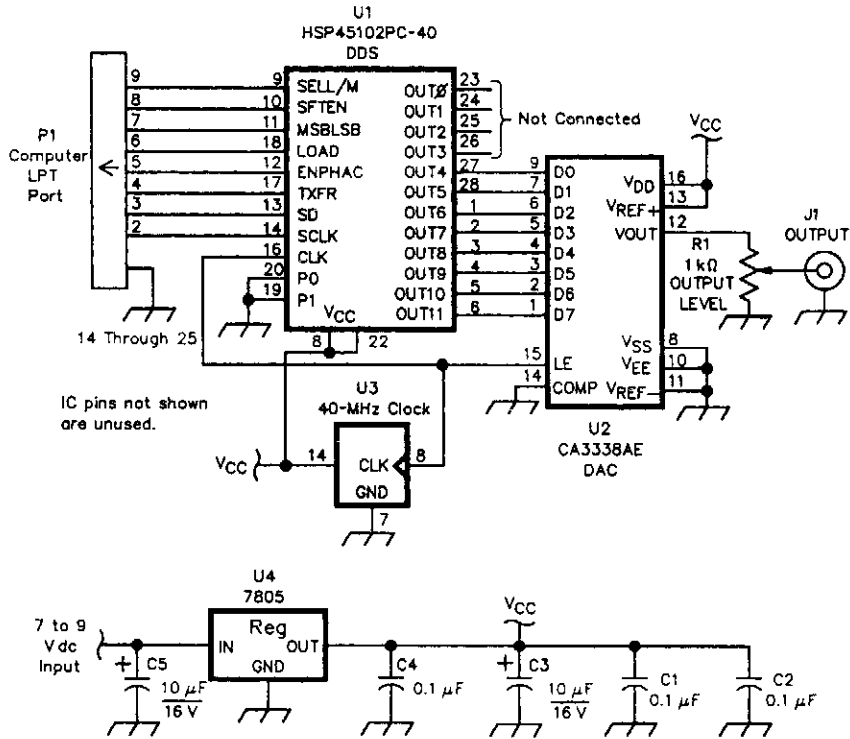 U1
HSP45102PC-40
DDS
P1
Computer
LPT
Port
9
8
7
6
5
4
3
2
14 Through 25
9
10
11
18
12
17
13
14
16
20
19
SELL/M
SFTEN
MSBLSB
LOAD
ENPHAC
TXFR
SD
SCLK
CLK
P0
P1
VCC
8
22
OUT0
OUT1
OUT2
OUT3
OUT4
OUT5
OUT6
OUT7
OUT8
OUT9
OUT10
OUT11
23
24
25
26
27
28
1
2
3
4
5
6
Not Connected
9
7
6
5
4
3
2
1
15
14
D0
D1
D2
D3
D4
D5
D6
D7
LE
COMP
VDD
VREF+
VOUT
VSS
VEE
VREF–
16
13
12
8
10
11
VCC
R1
1 kΩ
OUTPUT
LEVEL
J1
OUTPUT
U2
CA3338AE
DAC
IC pins not shown
are unused.
U3
40-MHz Clock
VCC
14
CLK
8
GND
7
U4
7805
7 to 9
V dc
Input
Reg
IN
OUT
GND
+
C5
10 µF
16 V
C4
0.1 µF
VCC
+
C3
10 µF
16 V
C1
0.1 µF
C2
0.1 µF